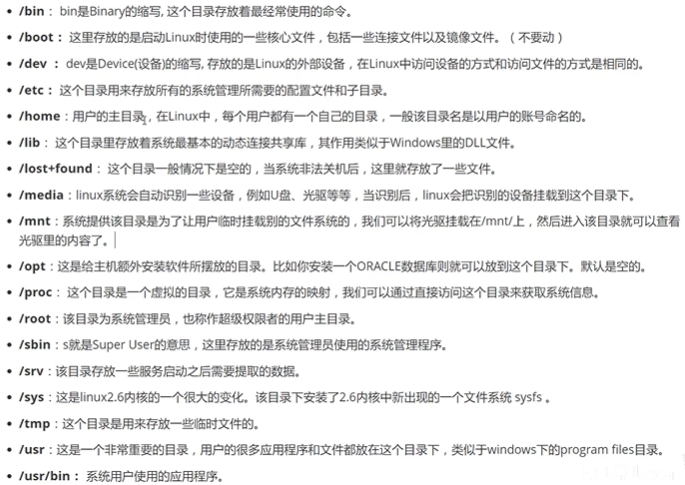 • /bin： bin是Binary的缩写, 这个目录存放着最经常使用的命令。
• /boot： 这里存放的是启动Linux时使用的一些核心文件，包括一些连接文件以及镜像文件。（不要动）
• /dev ： dev是Device(设备)的缩写, 存放的是Linux的外部设备，在Linux中访问设备的方式和访问文件的方式是相同的。
• /etc： 这个目录用来存放所有的系统管理所需要的配置文件和子目录。
• /home：用户的主目录，在Linux中，每个用户都有一个自己的目录，一般该目录名是以用户的账号命名的。
• /lib： 这个目录里存放着系统最基本的动态连接共享库，其作用类似于Windows里的DLL文件。
• /lost+found： 这个目录一般情况下是空的，当系统非法关机后，这里就存放了一些文件。
• /media：linux系统会自动识别一些设备，例如U盘、光驱等等，当识别后，linux会把识别的设备挂载到这个目录下。
• /mnt：系统提供该目录是为了让用户临时挂载别的文件系统的，我们可以将光驱挂载在/mnt/上，然后进入该目录就可以查看
光驱里的内容了。
• /opt：这是给主机额外安装软件所摆放的目录。比如你安装一个ORACLE数据库则就可以放到这个目录下。默认是空的。
• /proc： 这个目录是一个虚拟的目录，它是系统内存的映射，我们可以通过直接访问这个目录来获取系统信息。
• /root：该目录为系统管理员，也称作超级权限者的用户主目录。
• /sbin：s就是Super User的意思，这里存放的是系统管理员使用的系统管理程序。
• /srv：该目录存放一些服务启动之后需要提取的数据。
• /sys：这是linux2.6内核的一个很大的变化。该目录下安装了2.6内核中新出现的一个文件系统 sysfs 。
• /tmp：这个目录是用来存放一些临时文件的。
• /usr：这是一个非常重要的目录，用户的很多应用程序和文件都放在这个目录下，类似于windows下的program files目录。
• /usr/bin： 系统用户使用的应用程序。